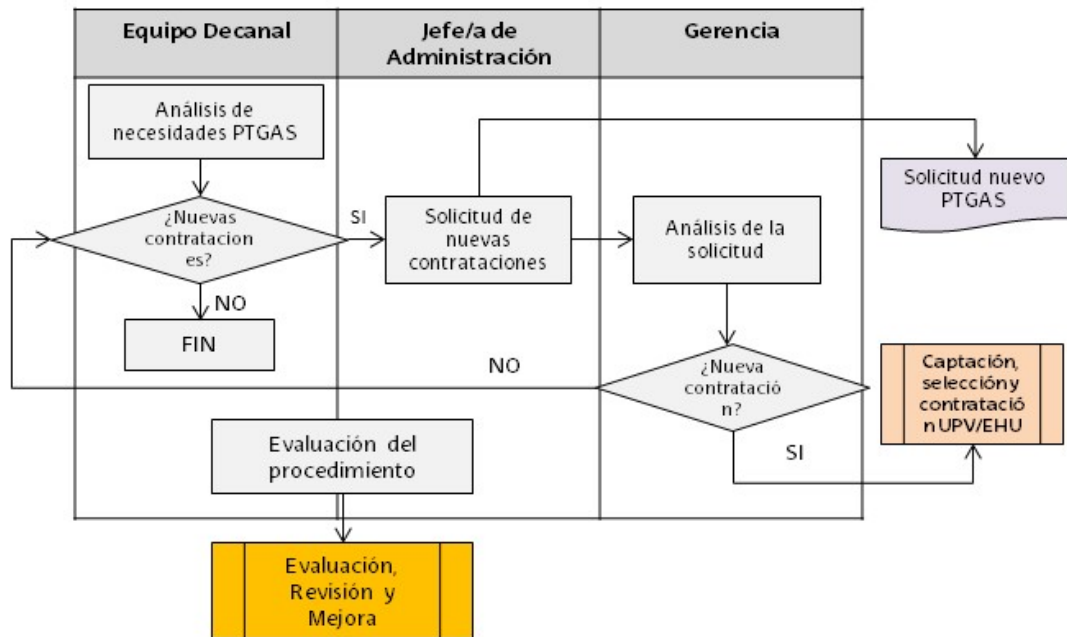 Equipo Decanal
Jefe/a de
Administración
Gerencia
Análisis de
necesidades PTGAS
¿Nuevas
contratacion
es?
SI
NO
FIN
Solicitud de
nuevas
contrataciones
Análisis de la
solicitud
Solicitud nuevo
PTGAS
¿Nueva
contratació
n?
NO
SI
Captación,
selección y
contratació
n UPV/EHU
Evaluación del
procedimiento
Evaluación,
Revisión y
Mejora